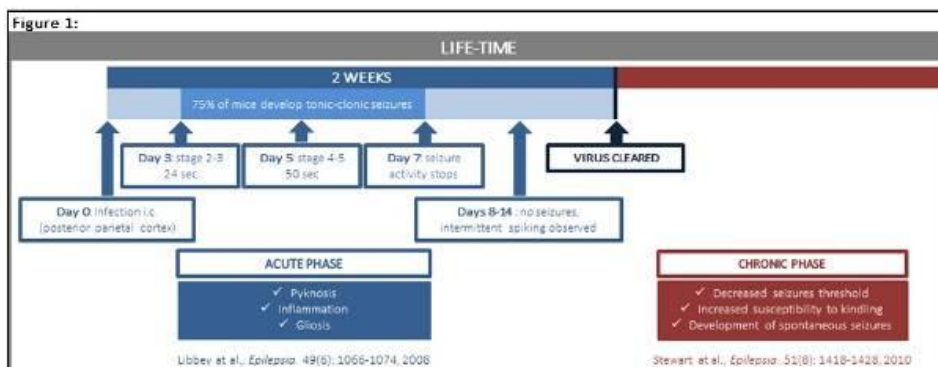 Figure 1:
LIFE-TIME
2 WEEKS
75% of mice develop tonic-clonic seizures
Day 3: stage 2-3
24 sec
Day 5: stage 4-5
50 sec
Day 7: seizure
activity stops
VIRUS CLEARED
Day 0: Infection i.c.
(posterior parietal cortex)
Days 8-14 : no seizures,
intermittent spiking observed
ACUTE PHASE
✓ Pyknosis
✓ Inflammation
✓ Gliosis
Libbey at al., Epilepsia. 49(6): 1066-1074, 2008
CHRONIC PHASE
✓ Decreased seizures threshold
✓ Increased susceptibility to kindling
✓ Development of spontaneous seizures
Stewart at al., Epilepsia. 51(8): 1418-1428, 2010